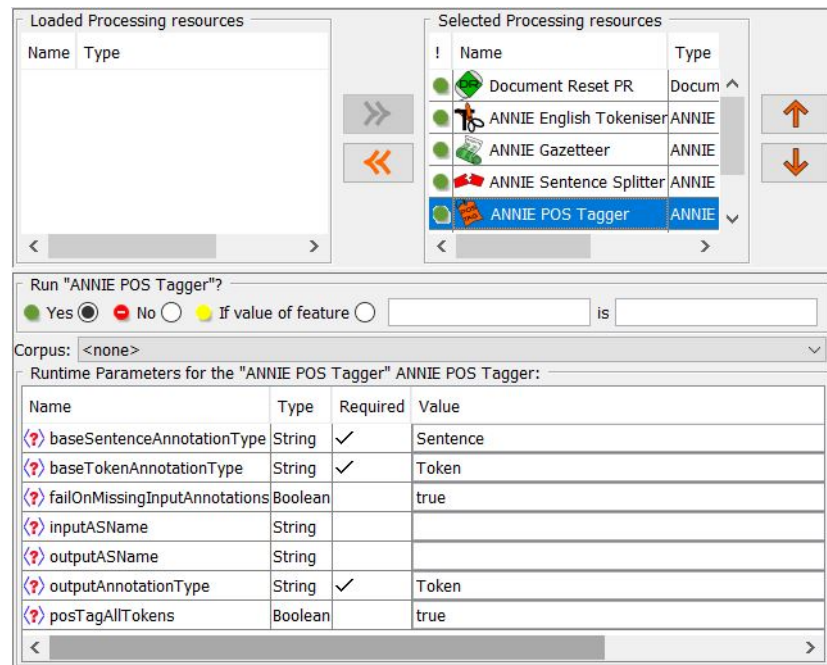 Loaded Processing resources
Name Type
Selected Processing resources
! Name Type
DR Document Reset PR Docum
ANNIE English Tokeniser ANNIE
ANNIE Gazetteer ANNIE
ANNIE Sentence Splitter ANNIE
POS TAG ANNIE POS Tagger ANNIE
Run "ANNIE POS Tagger"?
Yes No If value of feature is
Corpus: <none>
Runtime Parameters for the "ANNIE POS Tagger" ANNIE POS Tagger:
Name Type Required Value
<?> baseSentenceAnnotationType String ✓ Sentence
<?> baseTokenAnnotationType String ✓ Token
<?> failOnMissingInputAnnotations Boolean true
<?> inputASName String
<?> outputASName String
<?> outputAnnotationType String ✓ Token
<?> posTagAllTokens Boolean true